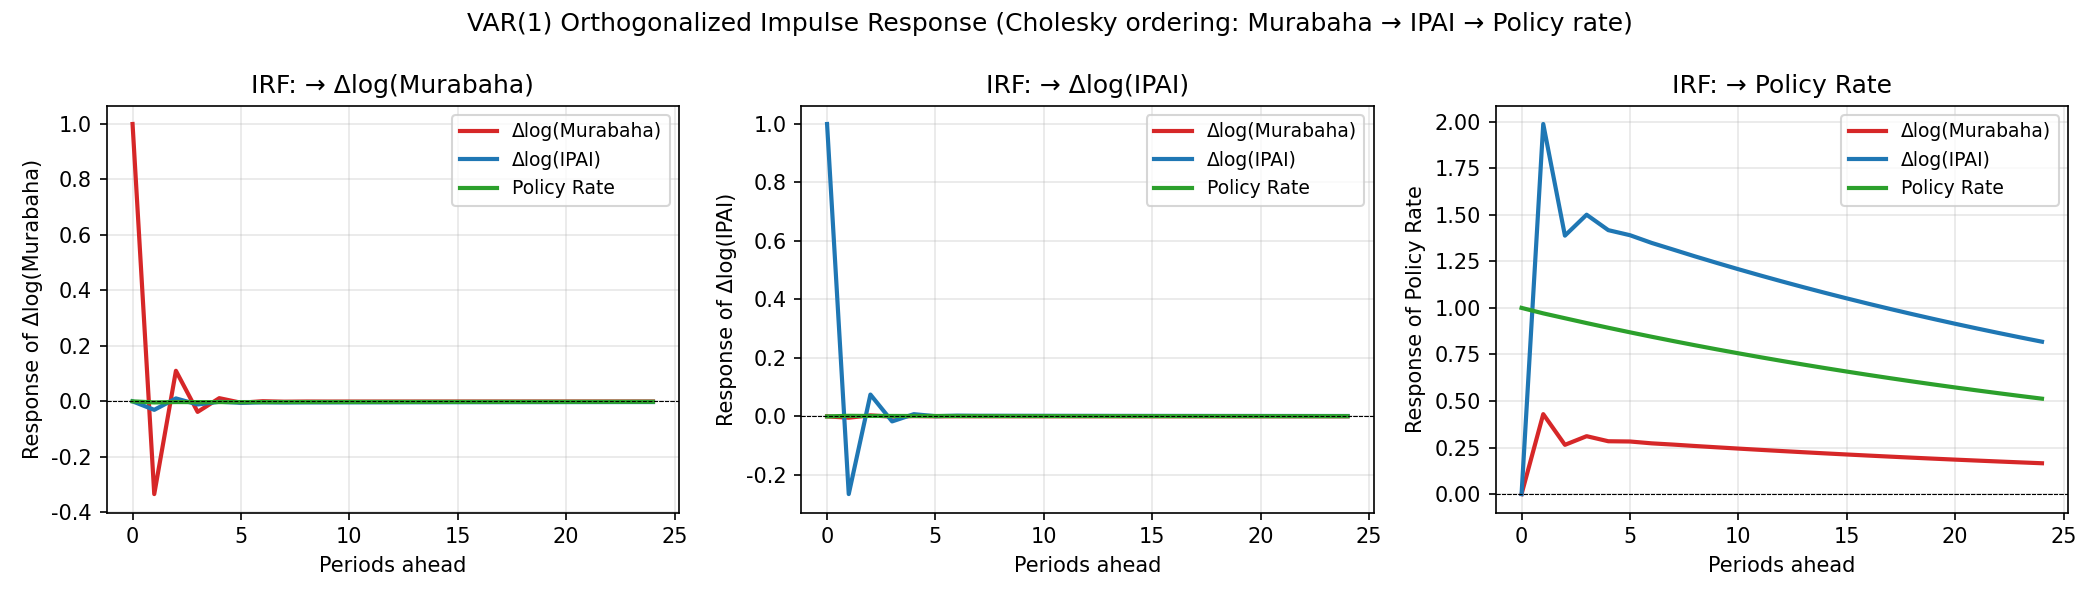 VAR(1) Orthogonalized Impulse Response (Cholesky ordering: Murabaha → IPAI → Policy rate)
IRF: → Δlog(Murabaha)
Response of Δlog(Murabaha)
1.0
0.8
0.6
0.4
0.2
0.0
-0.2
-0.4
Δlog(Murabaha)
Δlog(IPAI)
Policy Rate
0 5 10 15 20 25
Periods ahead
IRF: → Δlog(IPAI)
Response of Δlog(IPAI)
1.0
0.8
0.6
0.4
0.2
0.0
-0.2
Δlog(Murabaha)
Δlog(IPAI)
Policy Rate
0 5 10 15 20 25
Periods ahead
IRF: → Policy Rate
Response of Policy Rate
2.00
1.75
1.50
1.25
1.00
0.75
0.50
0.25
0.00
Δlog(Murabaha)
Δlog(IPAI)
Policy Rate
0 5 10 15 20 25
Periods ahead